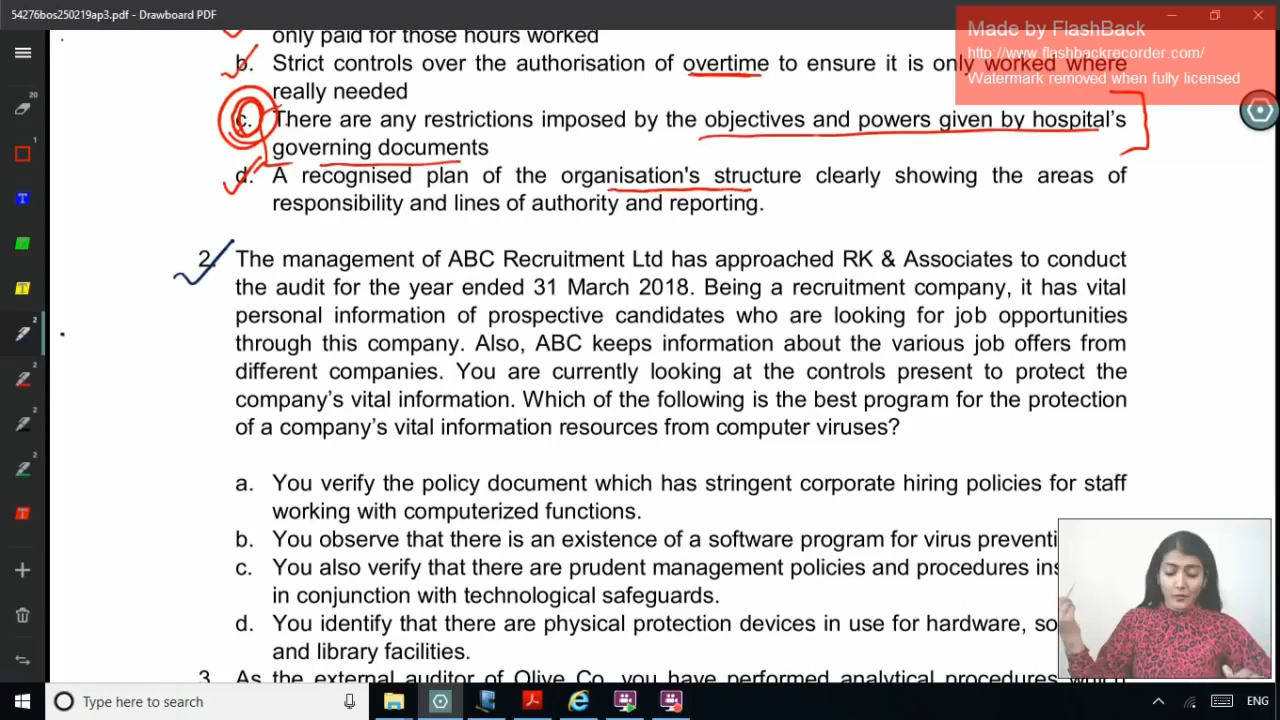 54276bos250219ap3.pdf - Drawboard PDF
Made by FlashBack
http://www.flashbackrecorder.com/
Watermark removed when fully licensed
only paid for those hours worked
b. Strict controls over the authorisation of overtime to ensure it is only worked where
really needed
c. There are any restrictions imposed by the objectives and powers given by hospital's
governing documents
d. A recognised plan of the organisation's structure clearly showing the areas of
responsibility and lines of authority and reporting.
2. The management of ABC Recruitment Ltd has approached RK & Associates to conduct
the audit for the year ended 31 March 2018. Being a recruitment company, it has vital
personal information of prospective candidates who are looking for job opportunities
through this company. Also, ABC keeps information about the various job offers from
different companies. You are currently looking at the controls present to protect the
company's vital information. Which of the following is the best program for the protection
of a company's vital information resources from computer viruses?
a. You verify the policy document which has stringent corporate hiring policies for staff
working with computerized functions.
b. You observe that there is an existence of a software program for virus preventi
c. You also verify that there are prudent management policies and procedures ins
in conjunction with technological safeguards.
d. You identify that there are physical protection devices in use for hardware, so
and library facilities.
3. As the external auditor of Olive Co, you have performed analytical procedures which
20
1
2
2
2
2
Type here to search
ENG